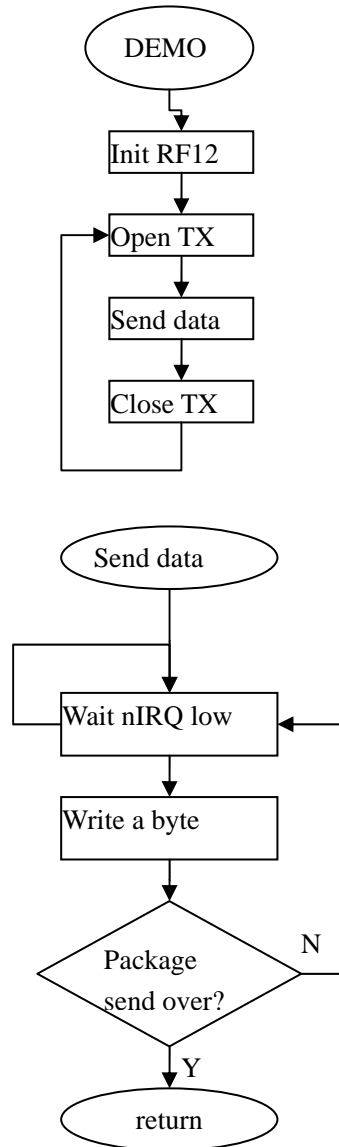 DEMO
Init RF12
Open TX
Send data
Close TX
Send data
Wait nIRQ low
Write a byte
Package
send over?
N
Y
return